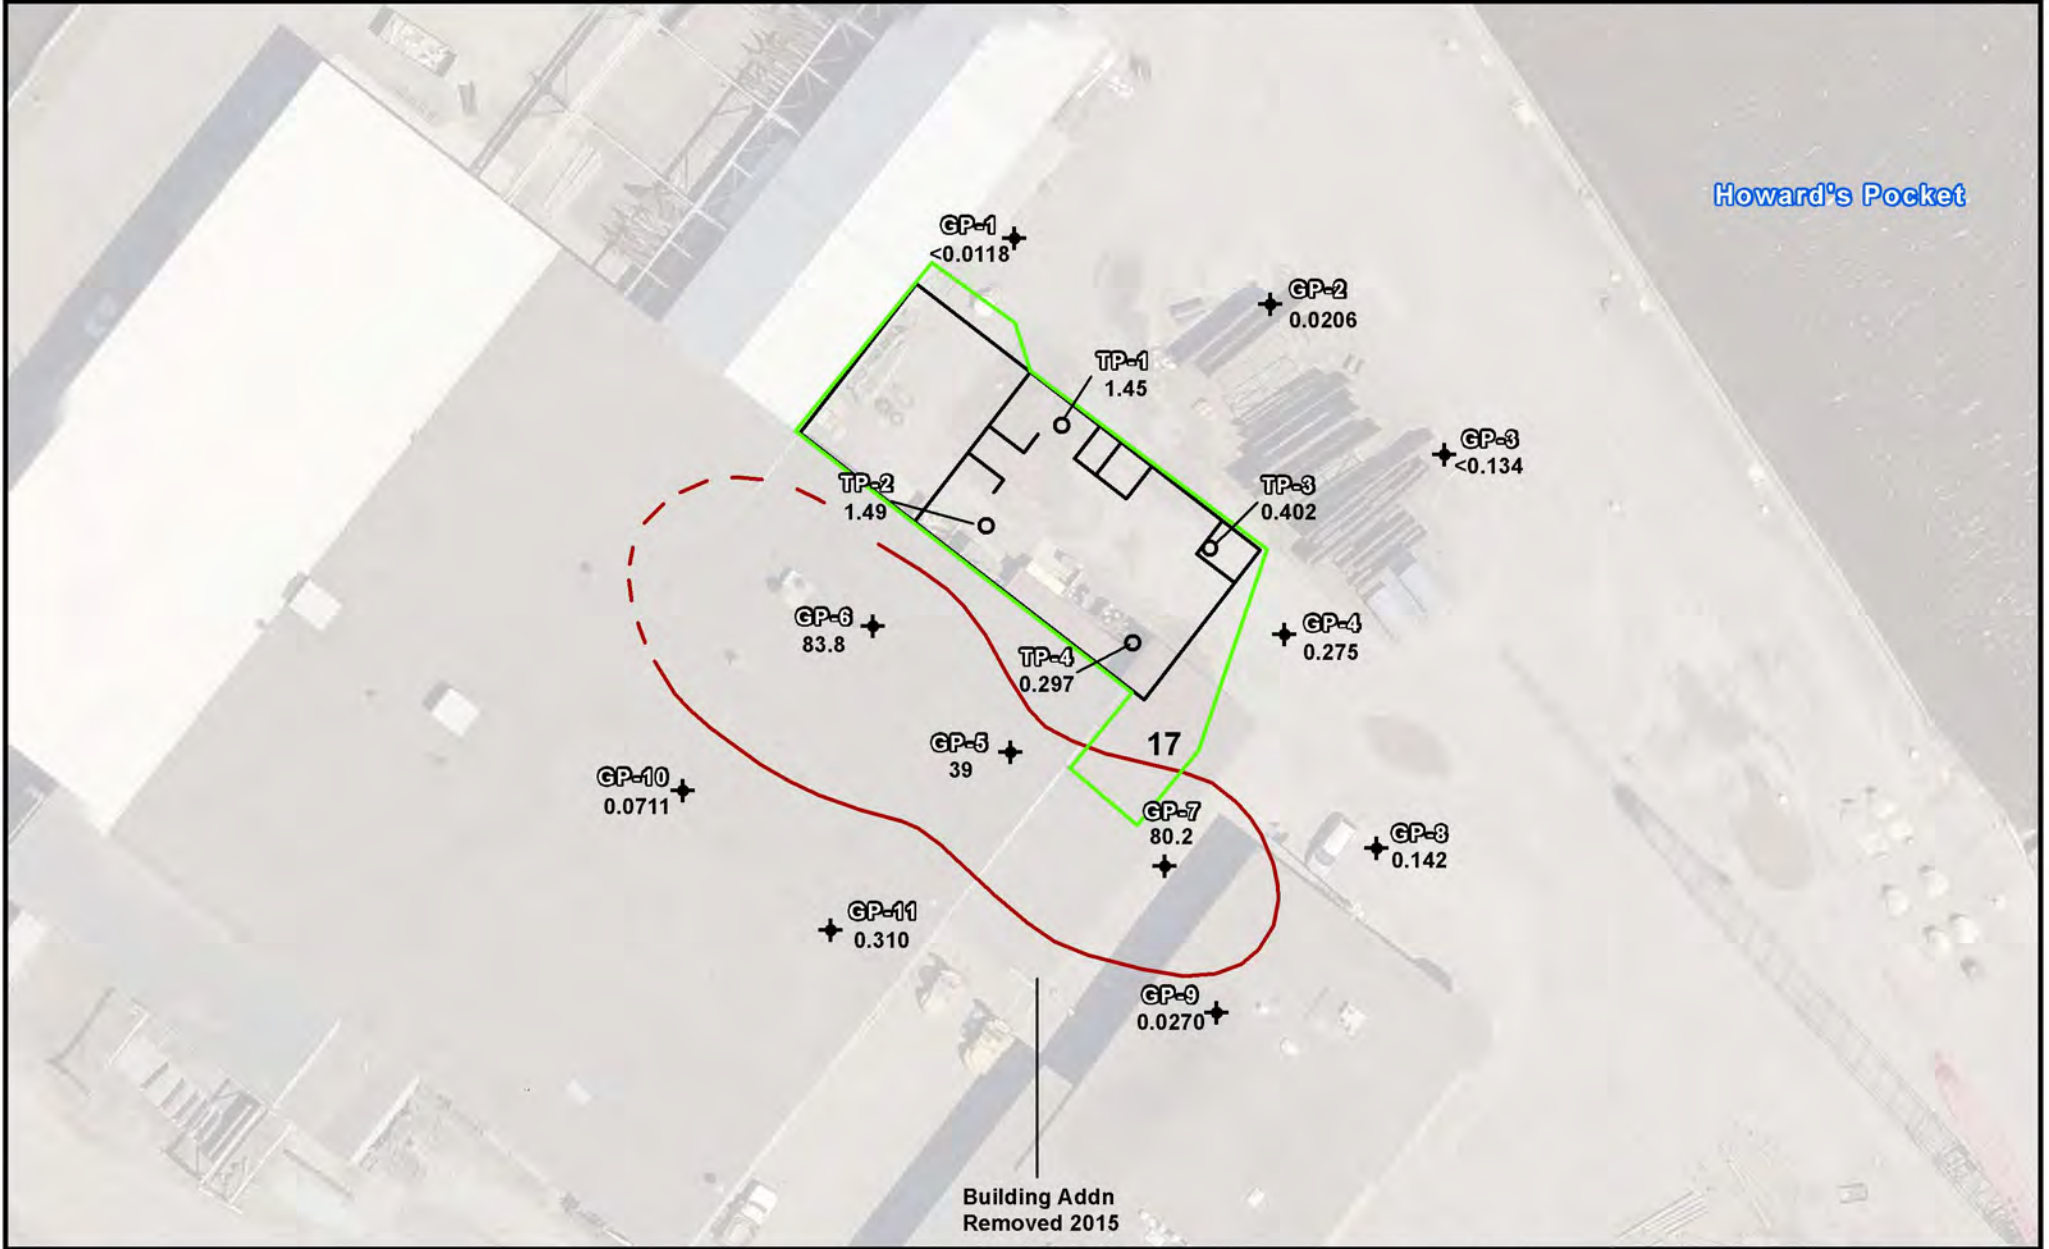 Howard's Pocket
GP-1
<0.0118
GP-2
0.0206
TP-1
1.45
GP-3
<0.134
TP-2
1.49
TP-3
0.402
GP-6
83.8
GP-4
0.275
TP-4
0.297
GP-5
39
17
GP-10
0.0711
GP-7
80.2
GP-8
0.142
GP-11
0.310
GP-9
0.0270
Building Addn
Removed 2015